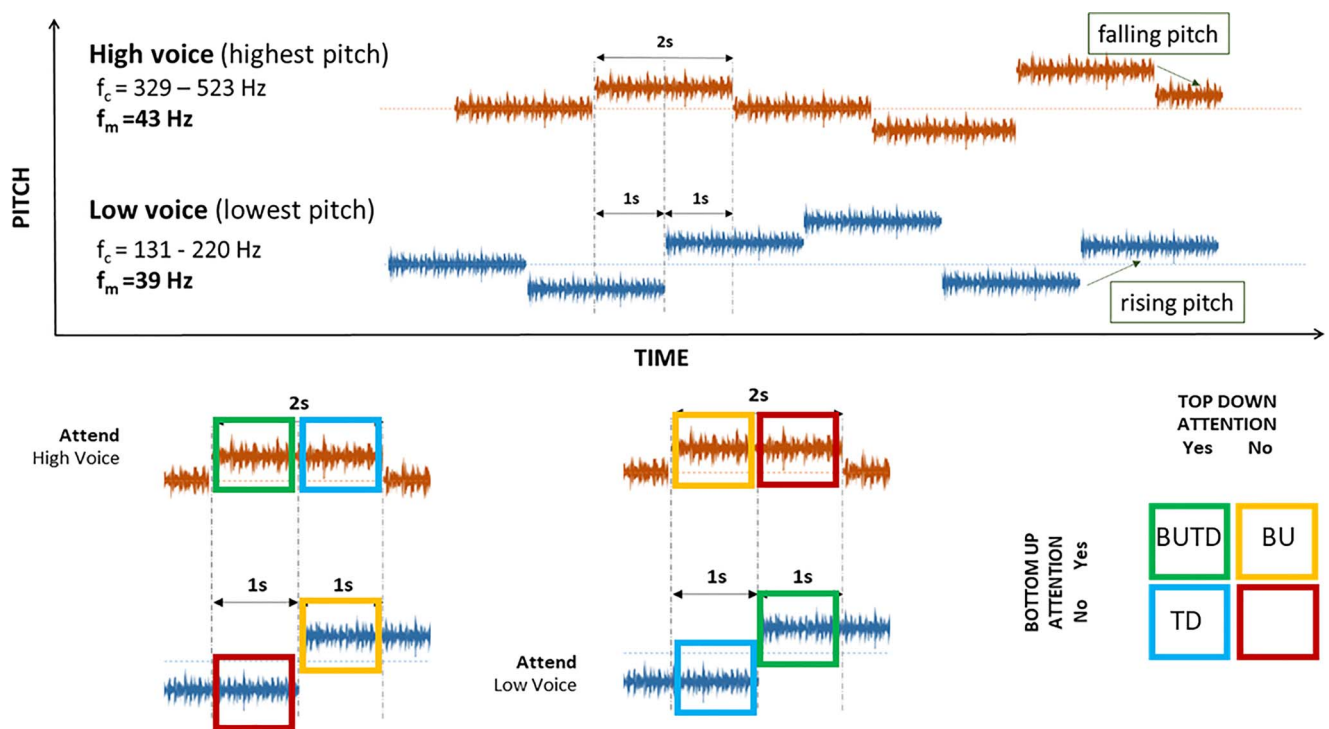 PITCH
High voice (highest pitch)
f_c = 329 – 523 Hz
f_m =43 Hz
2s
falling pitch
Low voice (lowest pitch)
f_c = 131 - 220 Hz
f_m = 39 Hz
1s 1s
rising pitch
TIME
2s
Attend
High Voice
1s 1s
2s
1s 1s
Attend
Low Voice
TOP DOWN
ATTENTION
Yes No
BOTTOM UP
ATTENTION
No Yes
BUTD BU
TD